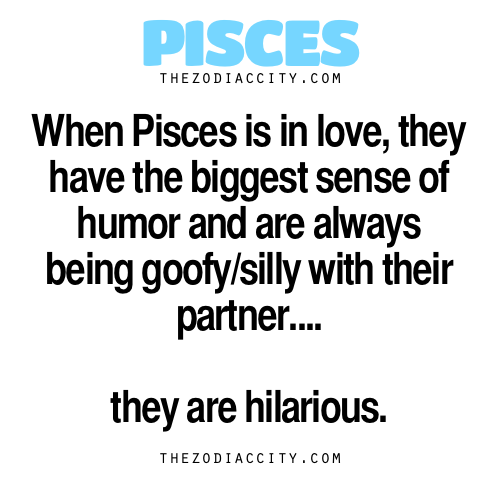 PISCES
THEZODIACCITY.COM
When Pisces is in love, they
have the biggest sense of
humor and are always
being goofy/silly with their
partner....
they are hilarious.
THEZODIACCITY.COM